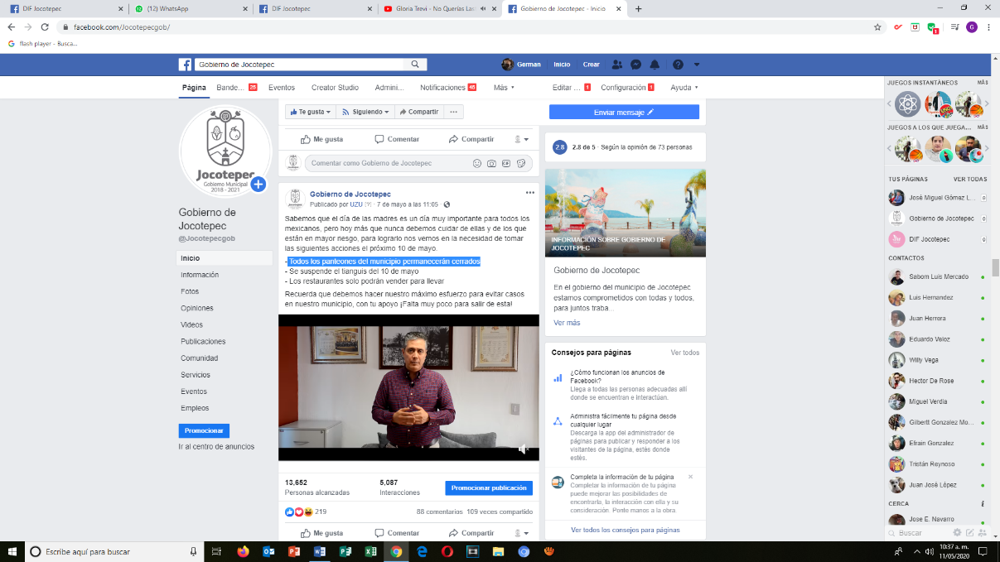 DIF Jocotepec
(12) WhatsApp
DIF Jocotepec
Gloria Trevi - No Querías Las
Gobierno de Jocotepec - Inicio
facebook.com/Jocotepecgob/
G
1
flash player - Busca...
Gobierno de Jocotepec
German
Inicio
Crear
Página
Bande... 25
Eventos
Creator Studio
Admini...
Notificaciones 45
Más
Editar ... 1
Configuración 1
Ayuda
Jocotepec
Gobierno Municipal
2018 - 2021
Gobierno de
Jocotepec
@Jocotepecgob
Inicio
Información
Fotos
Opiniones
Videos
Publicaciones
Comunidad
Servicios
Eventos
Empleos
Promocionar
Ir al centro de anuncios
Te gusta
Siguiendo
Compartir
Me gusta
Comentar
Compartir
Comentar como Gobierno de Jocotepec
GIF
Gobierno de Jocotepec
Publicado por UZU [?] · 7 de mayo a las 11:05 ·
Sabemos que el día de las madres es un día muy importante para todos los
mexicanos, pero hoy más que nunca debemos cuidar de ellas y de los que
están en mayor riesgo, para lograrlo nos vemos en la necesidad de tomar
las siguientes acciones el próximo 10 de mayo.
- Todos los panteones del municipio permanecerán cerrados
- Se suspende el tianguis del 10 de mayo
- Los restaurantes solo podrán vender para llevar
Recuerda que debemos hacer nuestro máximo esfuerzo para evitar casos
en nuestro municipio, con tu apoyo ¡Falta muy poco para salir de esta!
13,652
Personas alcanzadas
5,087
Interacciones
Promocionar publicación
219
88 comentarios 109 veces compartido
Me gusta
Comentar
Compartir
Enviar mensaje
2.8
2.8 de 5 · Según la opinión de 73 personas
INFORMACIÓN SOBRE GOBIERNO DE
JOCOTEPEC
Gobierno de Jocotepec
En el gobierno del municipio de Jocotepec
estamos comprometidos con todas y todos,
para juntos traba...
Ver más
Consejos para páginas
Ver todos
¿Cómo funcionan los anuncios de
Facebook?
Llega a todas las personas adecuadas allí
donde se encuentran e interactúan.
Administra fácilmente tu página desde
cualquier lugar
Descarga la app del administrador de
páginas para publicar y responder a los
visitantes de la página, estés donde
estés.
Completa la información de tu página
Completar la información de tu página
puede mejorar las posibilidades de
encontrarla, la interacción con ella y su
consideración. Ponte manos a la obra.
Ver todos los consejos para páginas
JUEGOS INSTANTÁNEOS
MÁS
JUEGOS A LOS QUE JUEGA...
MÁS
TUS PÁGINAS
VER TODAS
José Miguel Gómez L...
0
Gobierno de Jocotepec
0
DIF Jocotepec
0
CONTACTOS
Sabom Luis Mercado
Luis Hernandez
Juan Herrera
Eduardo Veloz
Willy Vega
Hector De Rose
Miguel Verdia
Gilbertt Gonzalez Mo...
Efrain Gonzalez
Tristán Reynoso
Juan José López
CERCA
Jose E. Navarro
Buscar
Escribe aquí para buscar
10:37 a. m.
11/05/2020